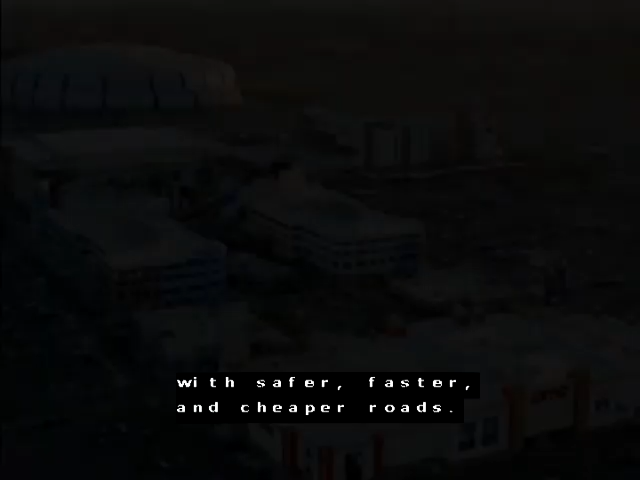 with safer, faster,
and cheaper roads.